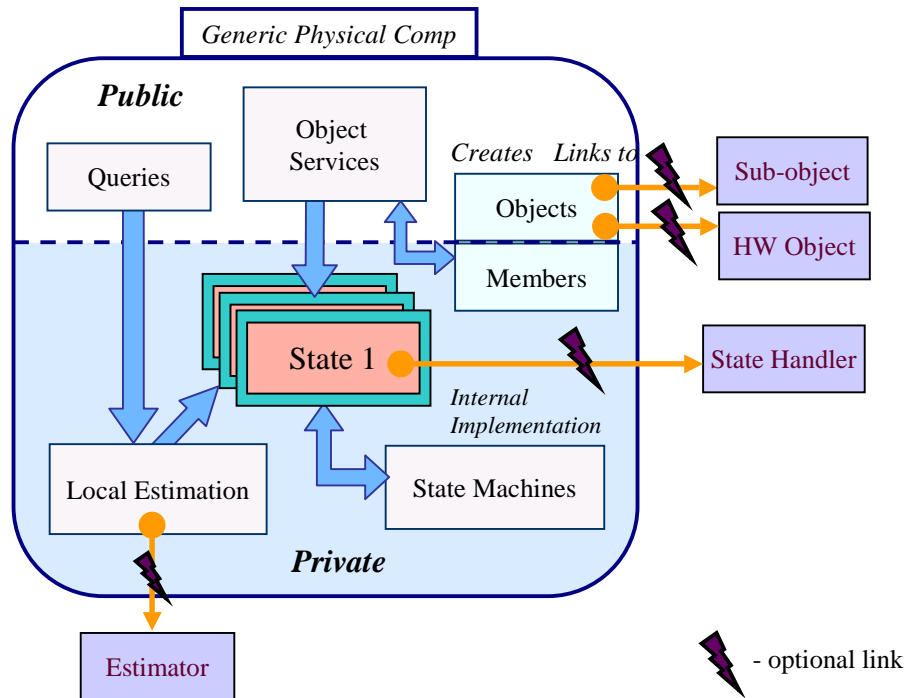 Generic Physical Comp
Public
Object
Services
Queries
Creates Links to
Objects
Members
Sub-object
HW Object
State 1
State Handler
Internal
Implementation
Local Estimation
State Machines
Private
Estimator
- optional link